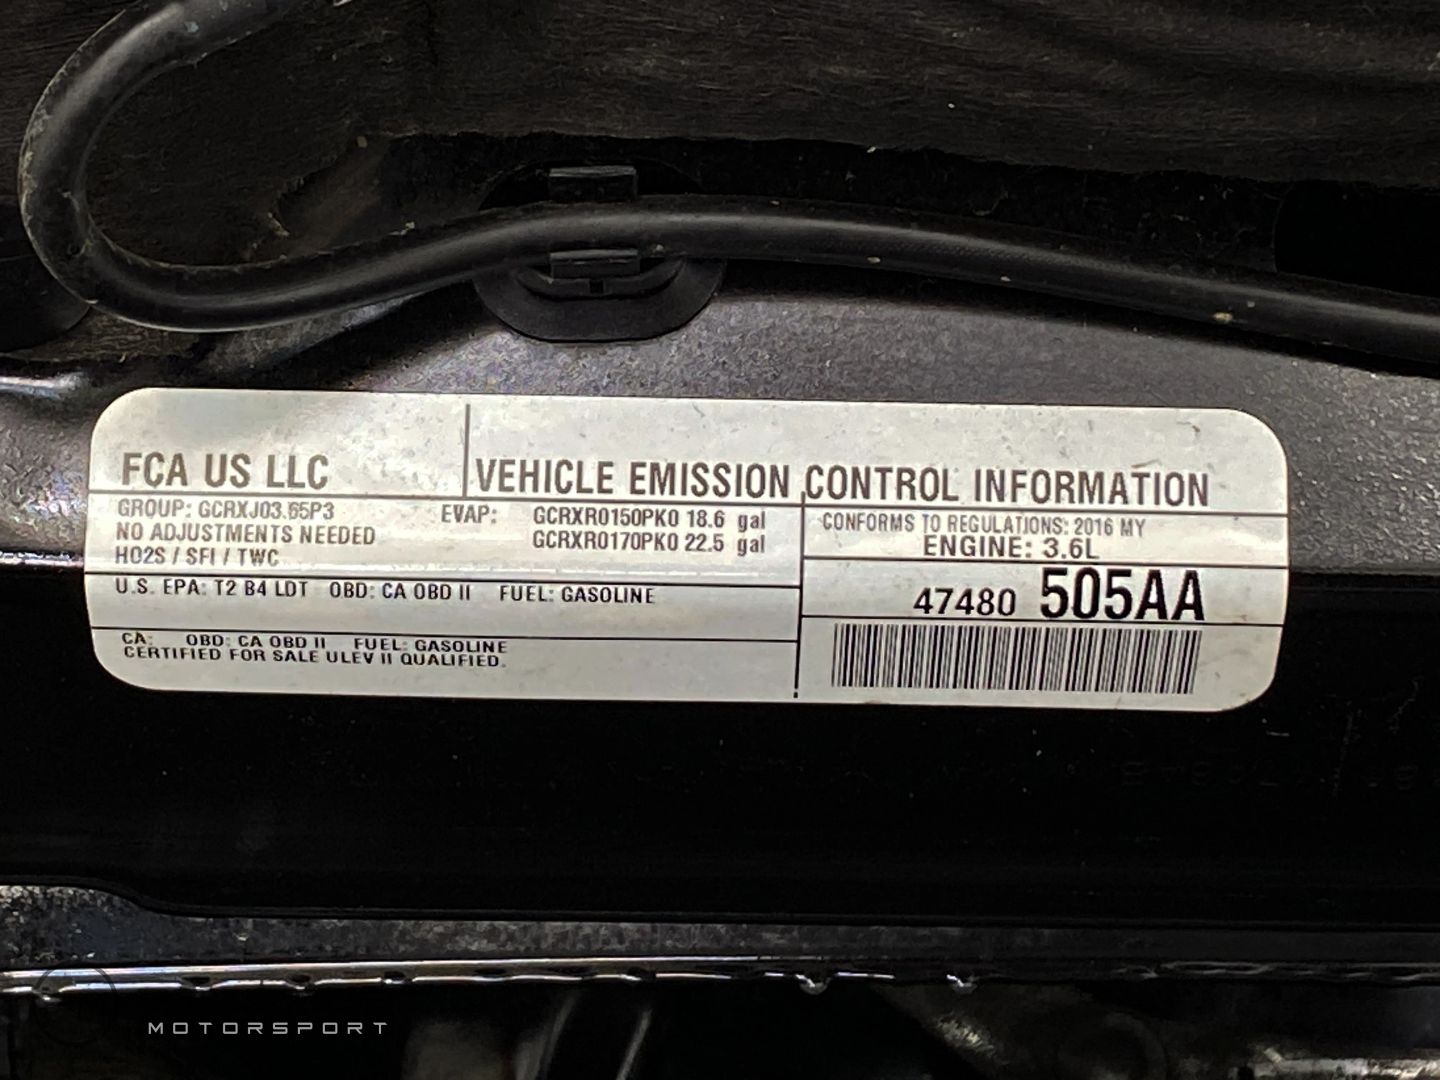 FCA US LLC
VEHICLE EMISSION CONTROL INFORMATION
GROUP: GCRXJ03.65P3
NO ADJUSTMENTS NEEDED
HO2S / SFI / TWC
EVAP: GCRXR0150PK0 18.6 gal
GCRXR0170PK0 22.5 gal
CONFORMS TO REGULATIONS: 2016 MY
ENGINE: 3.6L
U.S. EPA: T2 B4 LDT OBD: CA OBD II FUEL: GASOLINE
47480 505AA
CA: OBD: CA OBD II FUEL: GASOLINE
CERTIFIED FOR SALE ULEV II QUALIFIED.
MOTORSPORT